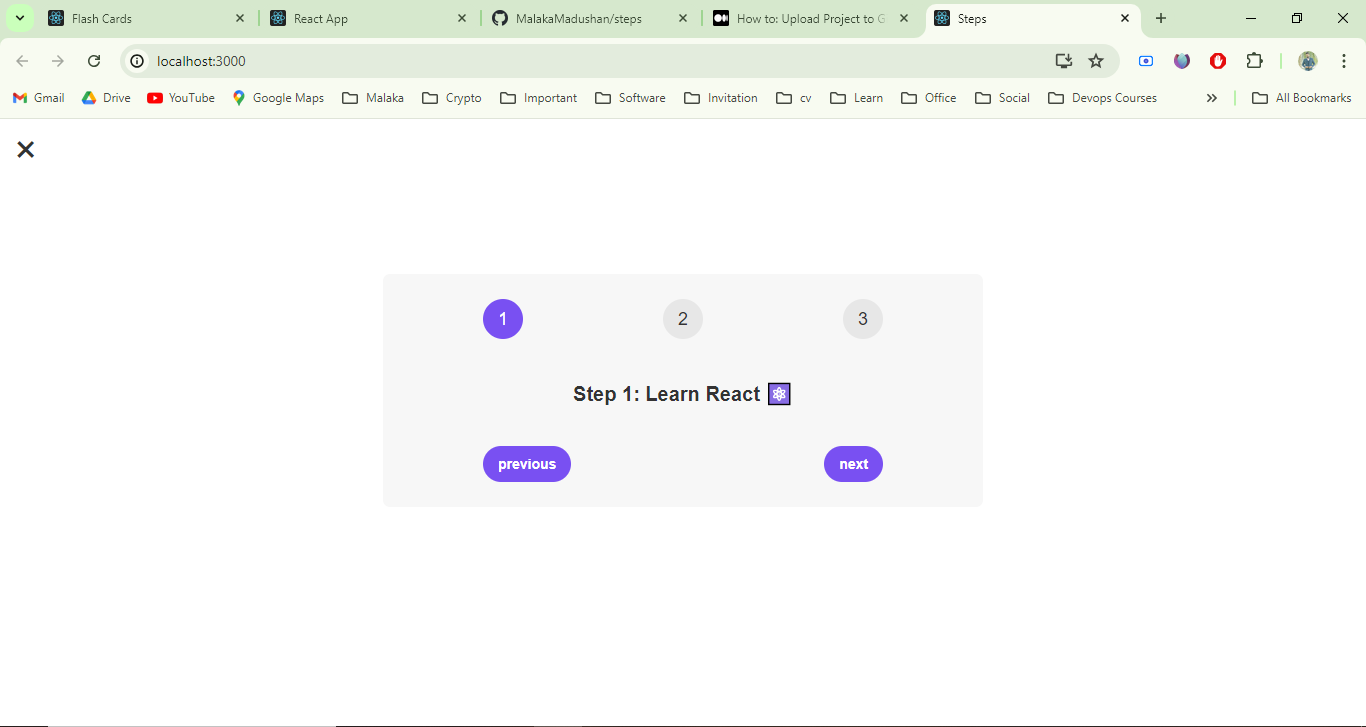 Flash Cards
React App
MalakaMadushan/steps
How to: Upload Project to G
Steps
localhost:3000
Gmail Drive YouTube Google Maps Malaka Crypto Important Software Invitation cv Learn Office Social Devops Courses » All Bookmarks
1 2 3
Step 1: Learn React ⚛
previous next